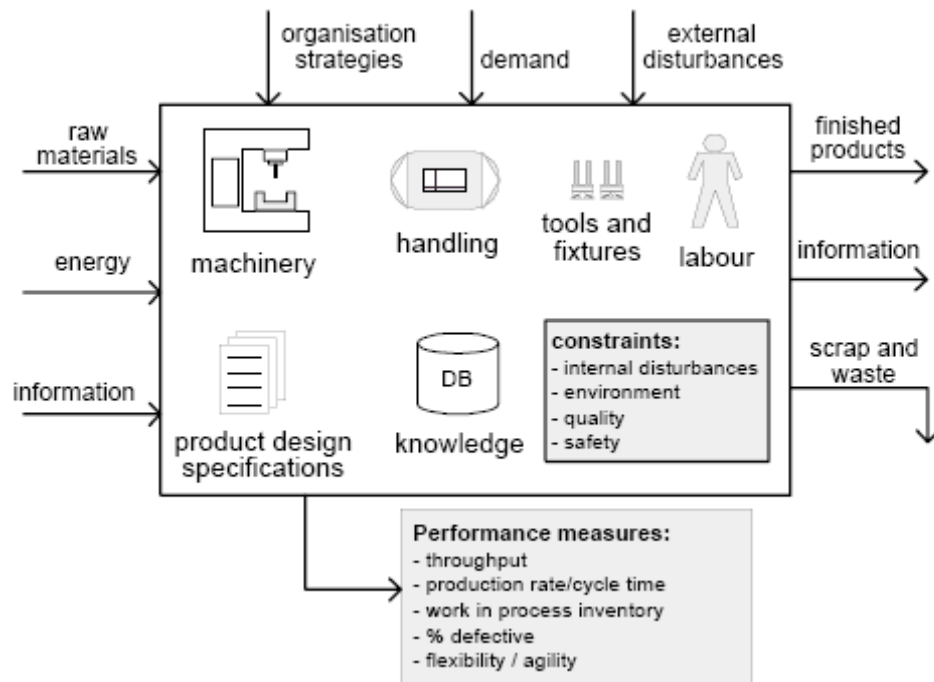 organisation
strategies
demand
external
disturbances
raw
materials
energy
information
machinery
handling
tools and
fixtures
labour
product design
specifications
DB
knowledge
constraints:
- internal disturbances
- environment
- quality
- safety
finished
products
information
scrap and
waste
Performance measures:
- throughput
- production rate/cycle time
- work in process inventory
- % defective
- flexibility / agility